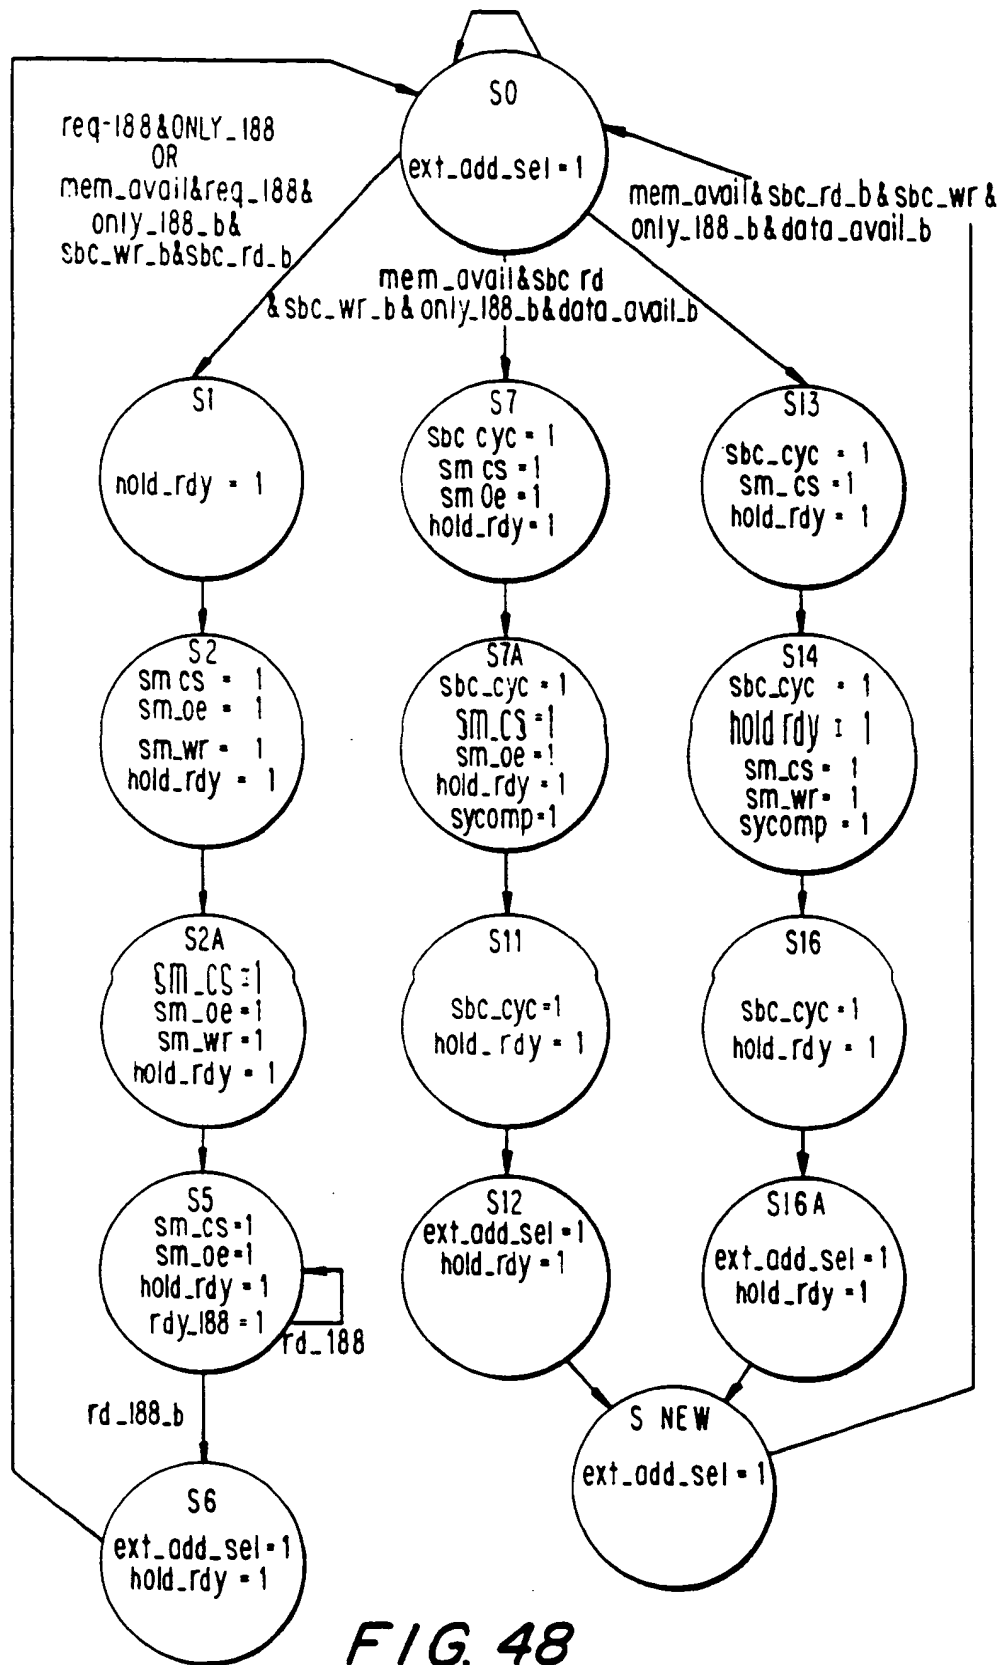 S0
ext_add_sel = 1
req-188&ONLY_188
OR
mem_avail&req_188&
only_188_b&
sbc_wr_b&sbc_rd_b
mem_avail&sbc_rd_b&sbc_wr&
only_188_b&data_avail_b
mem_avail&sbc rd
&sbc_wr_b&only_188_b&data_avail_b
S1
hold_rdy = 1
S7
sbc cyc = 1
sm cs = 1
sm oe = 1
hold_rdy = 1
S13
sbc_cyc = 1
sm_cs = 1
hold_rdy = 1
S2
sm cs = 1
sm_oe = 1
sm_wr = 1
hold_rdy = 1
S7A
sbc_cyc = 1
sm_cs = 1
sm_oe = 1
hold_rdy = 1
sycomp=1
S14
sbc_cyc = 1
hold rdy = 1
sm_cs = 1
sm_wr = 1
sycomp = 1
S2A
sm_cs = 1
sm_oe = 1
sm_wr = 1
hold_rdy = 1
S11
sbc_cyc=1
hold_rdy = 1
S16
sbc_cyc=1
hold_rdy = 1
S5
sm_cs=1
sm_oe=1
hold_rdy = 1
rdy_188 = 1
rd_188
S12
ext_add_sel = 1
hold_rdy = 1
S16A
ext_add_sel = 1
hold_rdy = 1
rd_188_b
S NEW
ext_add_sel = 1
S6
ext_add_sel = 1
hold_rdy = 1
FIG. 48